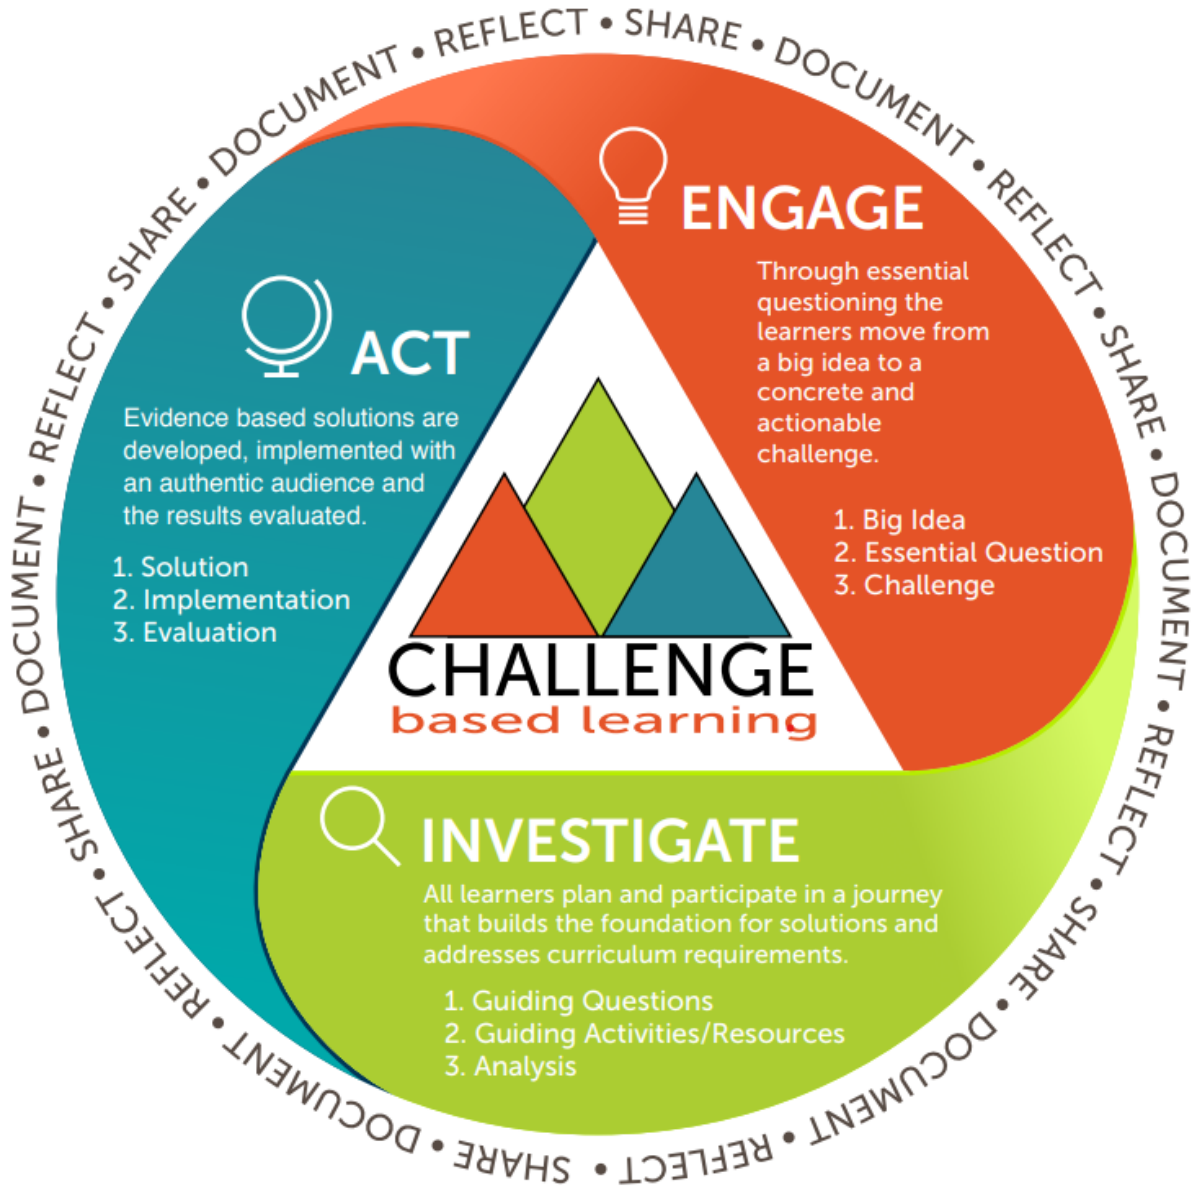 REFLECT • SHARE • DOCUMENT • REFLECT • SHARE • DOCUMENT • REFLECT • SHARE • DOCUMENT • REFLECT • SHARE • DOCUMENT • REFLECT • SHARE • DOCUMENT • REFLECT • SHARE • DOCUMENT •
ENGAGE
Through essential
questioning the
learners move from
a big idea to a
concrete and
actionable
challenge.
1. Big Idea
2. Essential Question
3. Challenge
ACT
Evidence based solutions are
developed, implemented with
an authentic audience and
the results evaluated.
1. Solution
2. Implementation
3. Evaluation
CHALLENGE
based learning
INVESTIGATE
All learners plan and participate in a journey
that builds the foundation for solutions and
addresses curriculum requirements.
1. Guiding Questions
2. Guiding Activities/Resources
3. Analysis